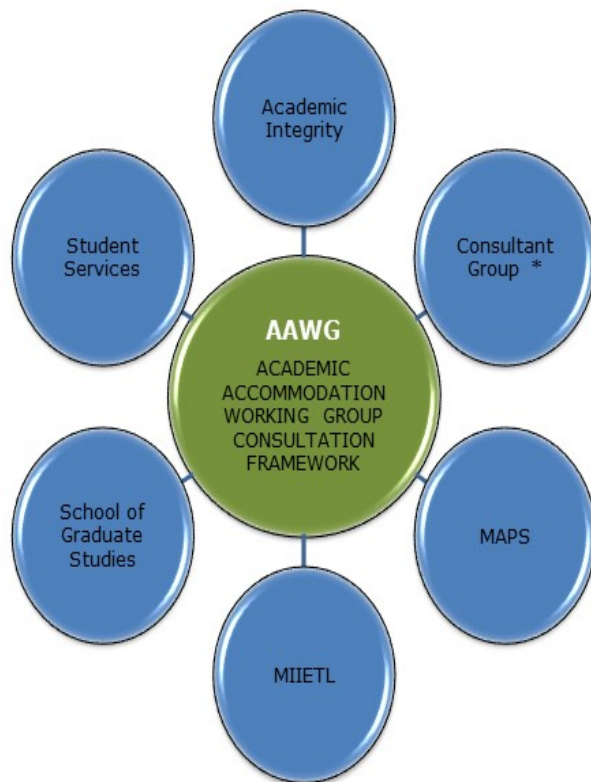 Academic
Integrity
Student
Services
Consultant
Group *
AAWG
ACADEMIC
ACCOMMODATION
WORKING GROUP
CONSULTATION
FRAMEWORK
School of
Graduate
Studies
MAPS
MIIETL